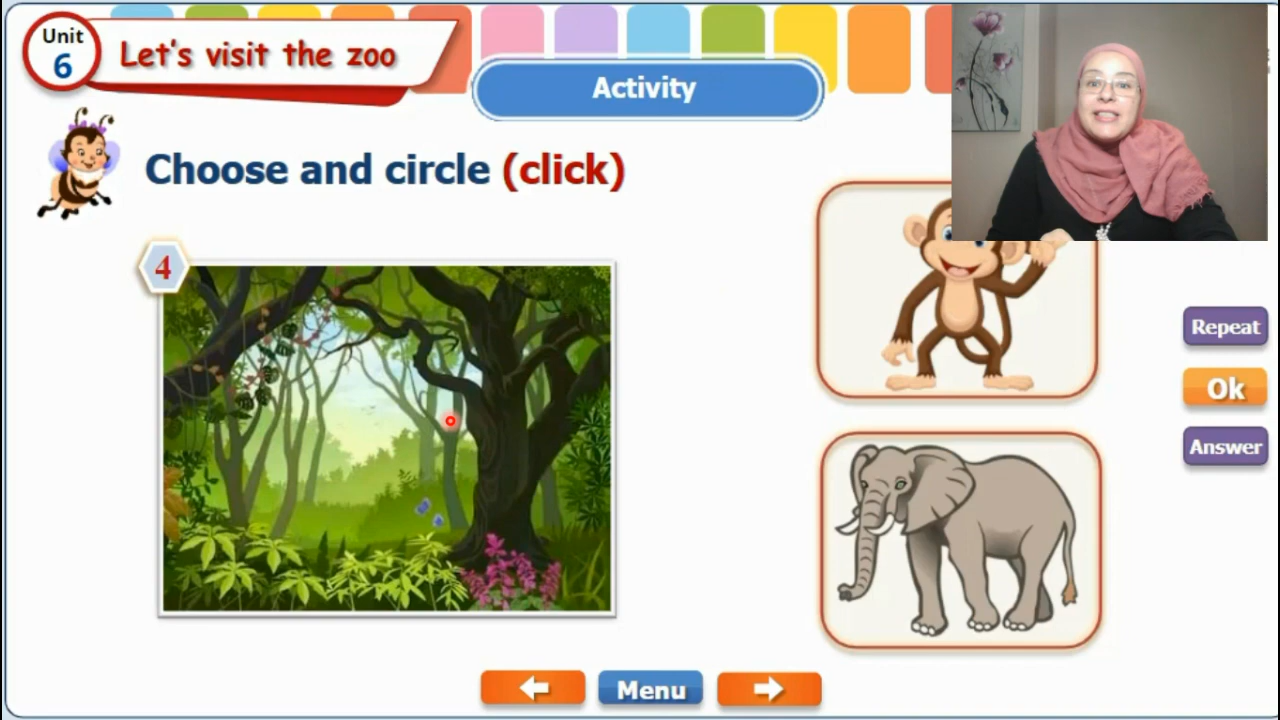 Unit
6
Let's visit the zoo
Activity
Choose and circle (click)
4
Repeat
Ok
Answer
Menu